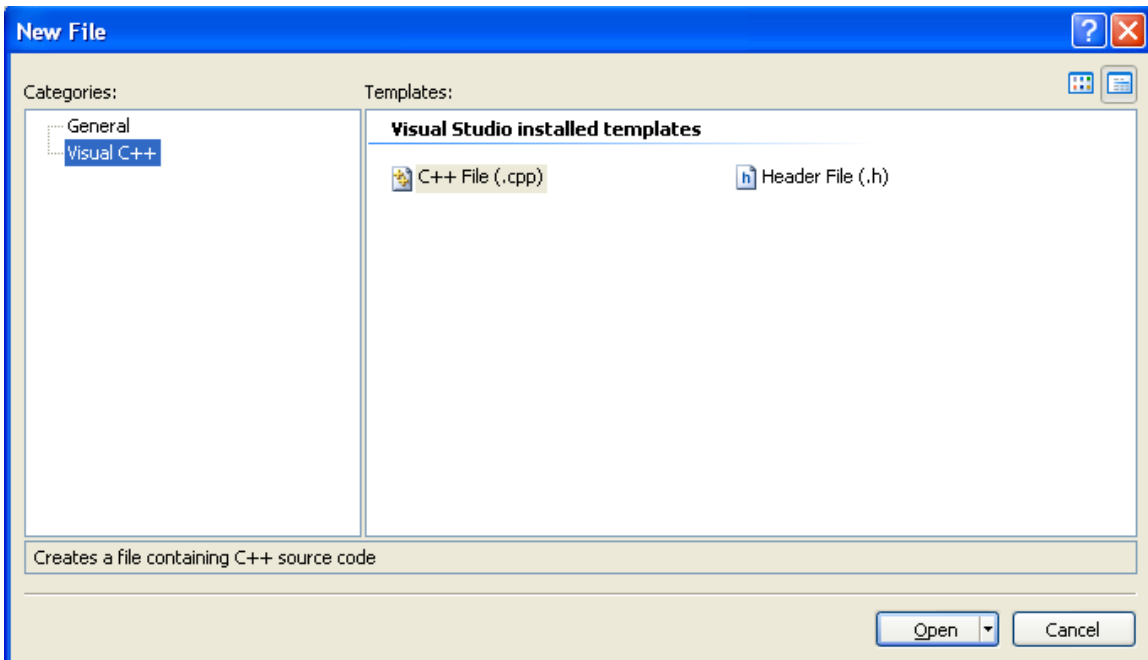 New File
Categories:
Templates:
General
Visual C++
Visual Studio installed templates
C++ File (.cpp)
h Header File (.h)
Creates a file containing C++ source code
Open
Cancel